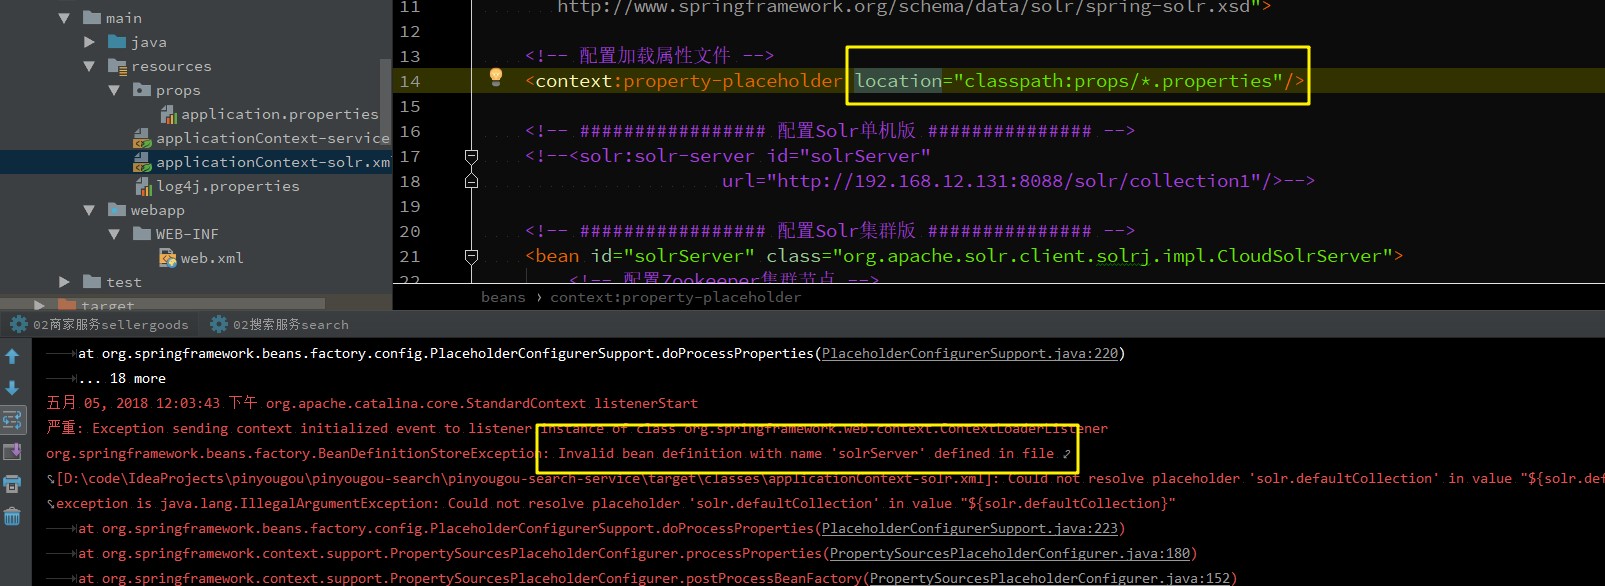 main
java
resources
props
application.properties
applicationContext-service
applicationContext-solr.xm
log4j.properties
webapp
WEB-INF
web.xml
test
target
11 http://www.springframework.org/schema/data/solr/spring-solr.xsd">
12
13 <!-- 配置加载属性文件 -->
14 <context:property-placeholder location="classpath:props/*.properties"/>
15
16 <!-- ################# 配置Solr单机版 ############### -->
17 <!--<solr:solr-server id="solrServer"
18 url="http://192.168.12.131:8088/solr/collection1"/>-->
19
20 <!-- ################# 配置Solr集群版 ############### -->
21 <bean id="solrServer" class="org.apache.solr.client.solrj.impl.CloudSolrServer">
22 <!-- 配置Zookeeper集群节点 -->
beans › context:property-placeholder
02商家服务sellergoods 02搜索服务search
at org.springframework.beans.factory.config.PlaceholderConfigurerSupport.doProcessProperties(PlaceholderConfigurerSupport.java:220)
... 18 more
五月 05, 2018 12:03:43 下午 org.apache.catalina.core.StandardContext listenerStart
严重: Exception sending context initialized event to listener instance of class org.springframework.web.context.ContextLoaderListener
org.springframework.beans.factory.BeanDefinitionStoreException: Invalid bean definition with name 'solrServer' defined in file
[D:\code\IdeaProjects\pinyougou\pinyougou-search\pinyougou-search-service\target\classes\applicationContext-solr.xml]: Could not resolve placeholder 'solr.defaultCollection' in value "${solr.def
exception is java.lang.IllegalArgumentException: Could not resolve placeholder 'solr.defaultCollection' in value "${solr.defaultCollection}"
at org.springframework.beans.factory.config.PlaceholderConfigurerSupport.doProcessProperties(PlaceholderConfigurerSupport.java:223)
at org.springframework.context.support.PropertySourcesPlaceholderConfigurer.processProperties(PropertySourcesPlaceholderConfigurer.java:180)
at org.springframework.context.support.PropertySourcesPlaceholderConfigurer.postProcessBeanFactory(PropertySourcesPlaceholderConfigurer.java:152)